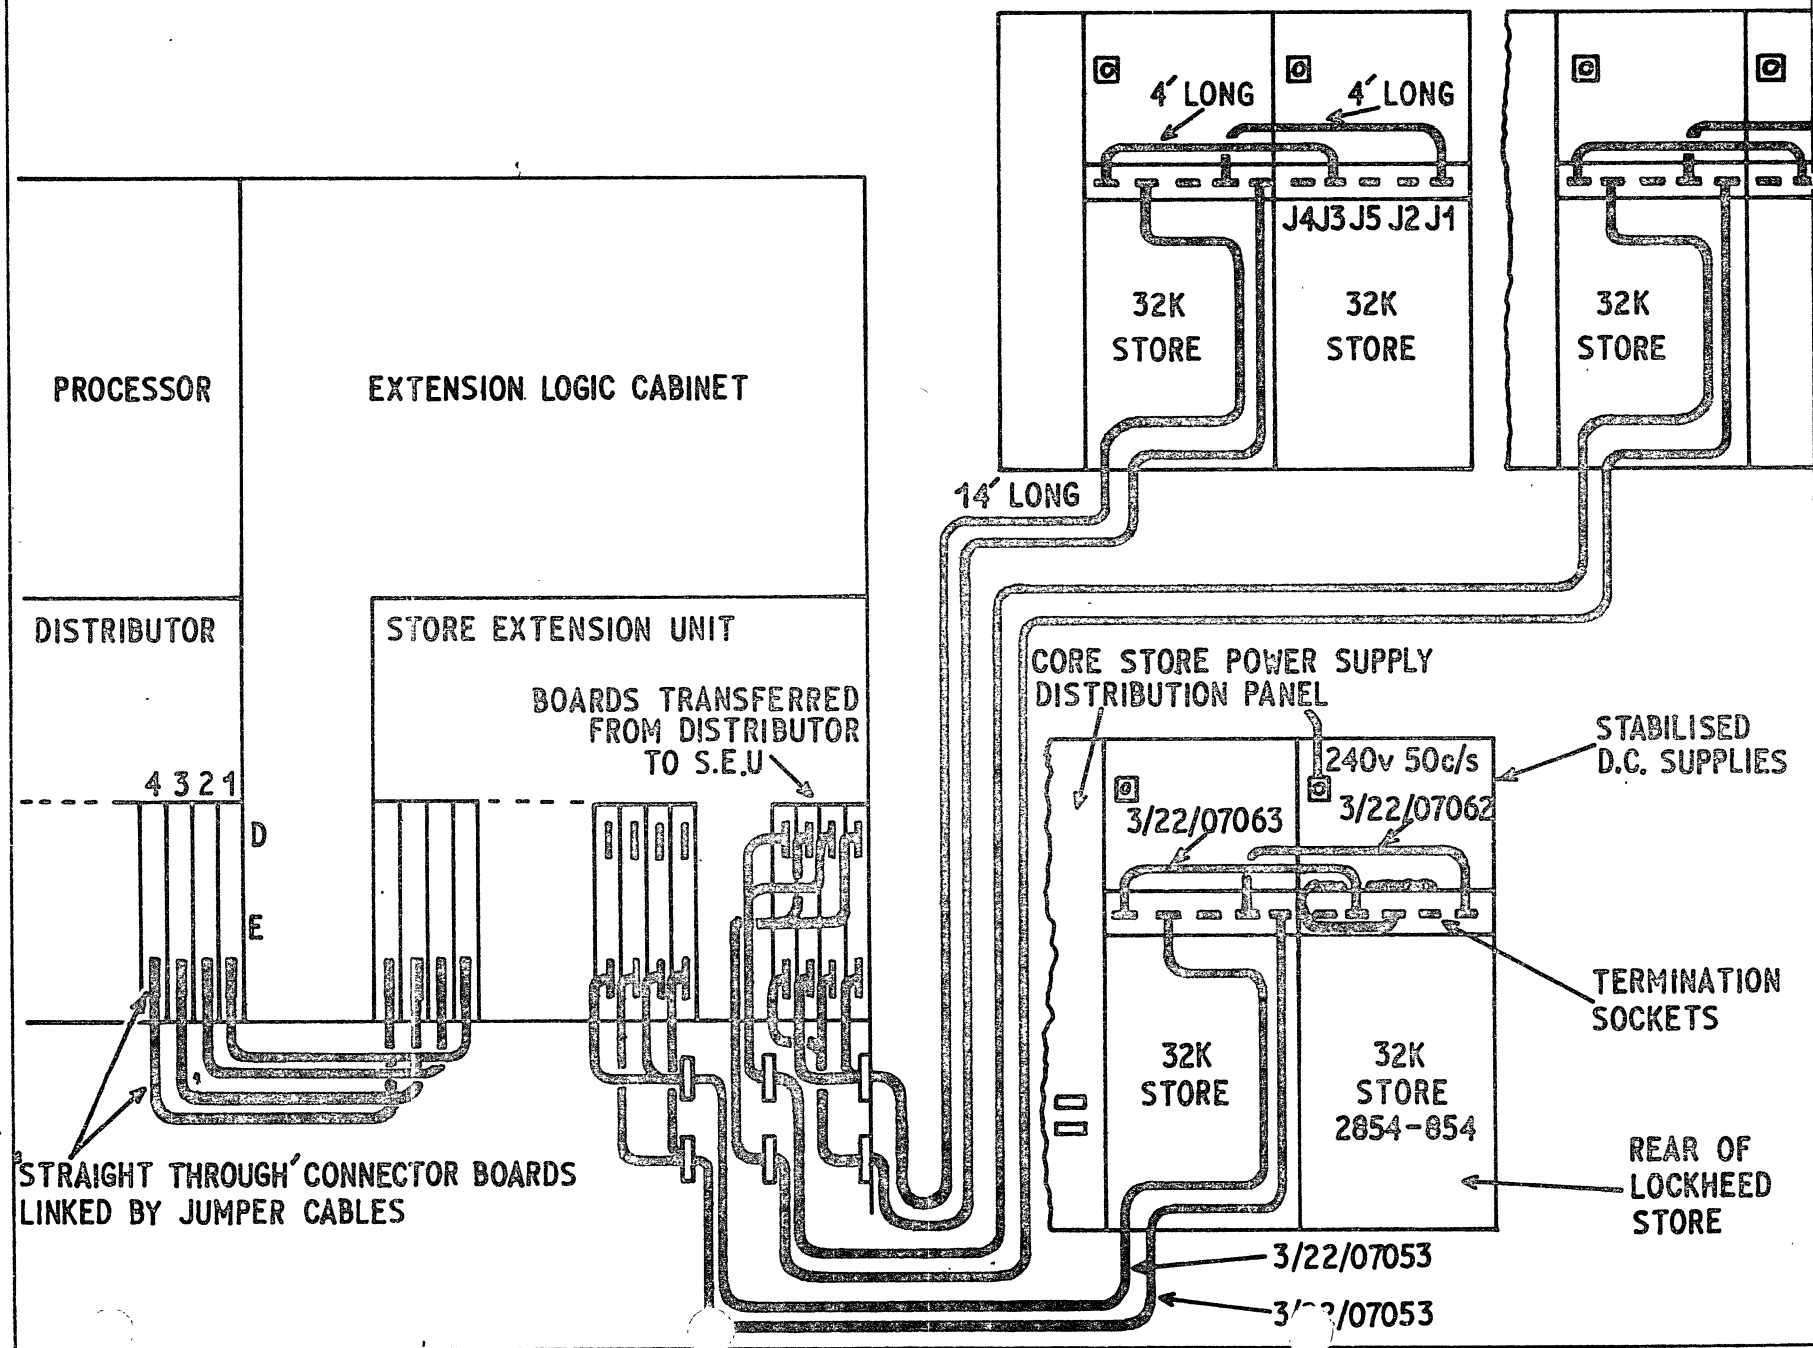 4′ LONG
4′ LONG
J4 J3 J5 J2 J1
32K
STORE
32K
STORE
32K
STORE
PROCESSOR
EXTENSION LOGIC CABINET
14′ LONG
DISTRIBUTOR
STORE EXTENSION UNIT
BOARDS TRANSFERRED
FROM DISTRIBUTOR
TO S.E.U
4 3 2 1
D
E
CORE STORE POWER SUPPLY
DISTRIBUTION PANEL
240v 50c/s
STABILISED
D.C. SUPPLIES
3/22/07063
3/22/07062
TERMINATION
SOCKETS
32K
STORE
32K
STORE
2854-854
REAR OF
LOCKHEED
STORE
STRAIGHT THROUGH′ CONNECTOR BOARDS
LINKED BY JUMPER CABLES
3/22/07053
/07053